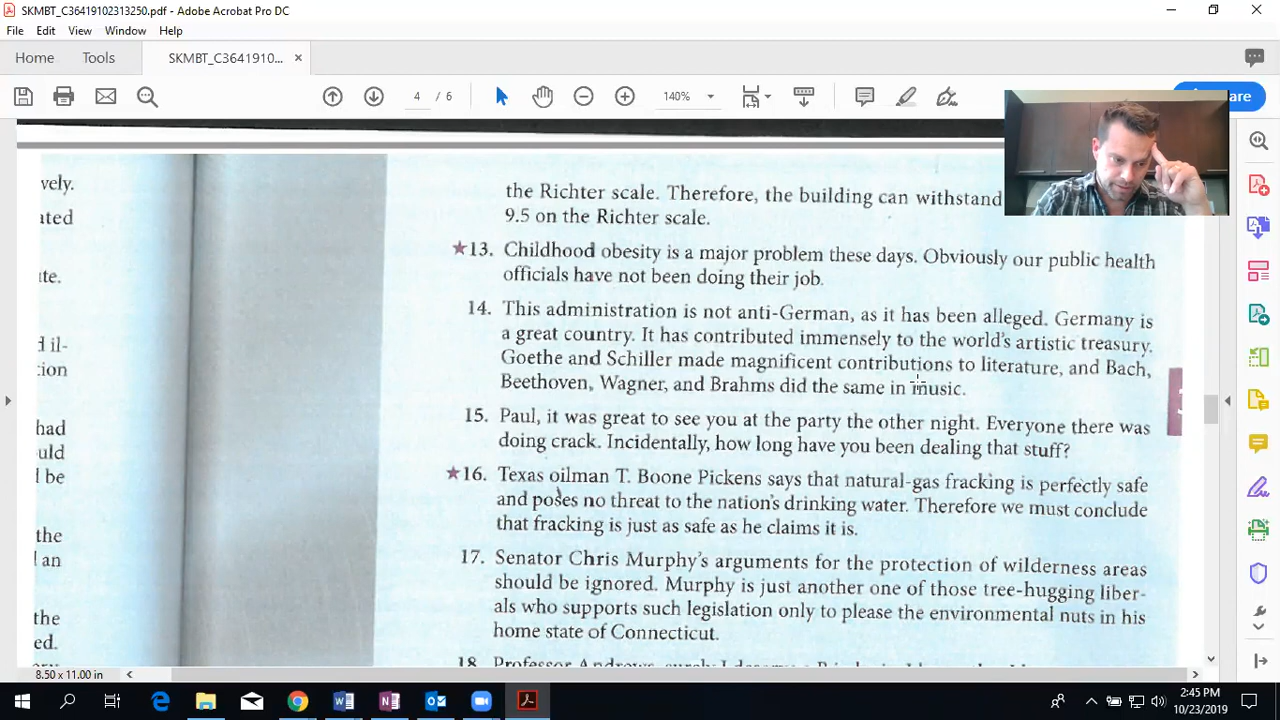 SKMBT_C36419102313250.pdf - Adobe Acrobat Pro DC
File Edit View Window Help
Home Tools SKMBT_C3641910... ×
4 / 6 140%
are
vely.
ated
ite.
d il-
tion
had
ould
d be
the
l an
the
ed.
the Richter scale. Therefore, the building can withstand
9.5 on the Richter scale.
★13. Childhood obesity is a major problem these days. Obviously our public health
officials have not been doing their job.
14. This administration is not anti-German, as it has been alleged. Germany is
a great country. It has contributed immensely to the world's artistic treasury.
Goethe and Schiller made magnificent contributions to literature, and Bach,
Beethoven, Wagner, and Brahms did the same in music.
15. Paul, it was great to see you at the party the other night. Everyone there was
doing crack. Incidentally, how long have you been dealing that stuff?
★16. Texas oilman T. Boone Pickens says that natural-gas fracking is perfectly safe
and poses no threat to the nation's drinking water. Therefore we must conclude
that fracking is just as safe as he claims it is.
17. Senator Chris Murphy's arguments for the protection of wilderness areas
should be ignored. Murphy is just another one of those tree-hugging liber-
als who supports such legislation only to please the environmental nuts in his
home state of Connecticut.
18. Professor Andrews, surely I deserve a B
8.50 x 11.00 in
2:45 PM
10/23/2019